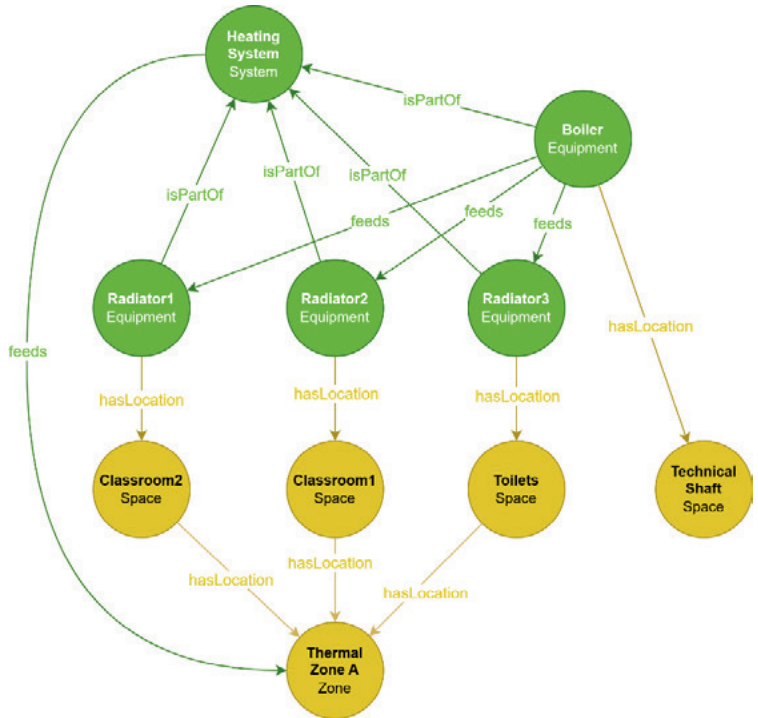 Heating
System
System
isPartOf
Boiler
Equipment
isPartOf
isPartOf
isPartOf
feeds
feeds
feeds
Radiator1
Equipment
Radiator2
Equipment
Radiator3
Equipment
hasLocation
feeds
hasLocation
hasLocation
hasLocation
Classroom2
Space
Classroom1
Space
Toilets
Space
Technical
Shaft
Space
hasLocation
hasLocation
hasLocation
Thermal
Zone A
Zone